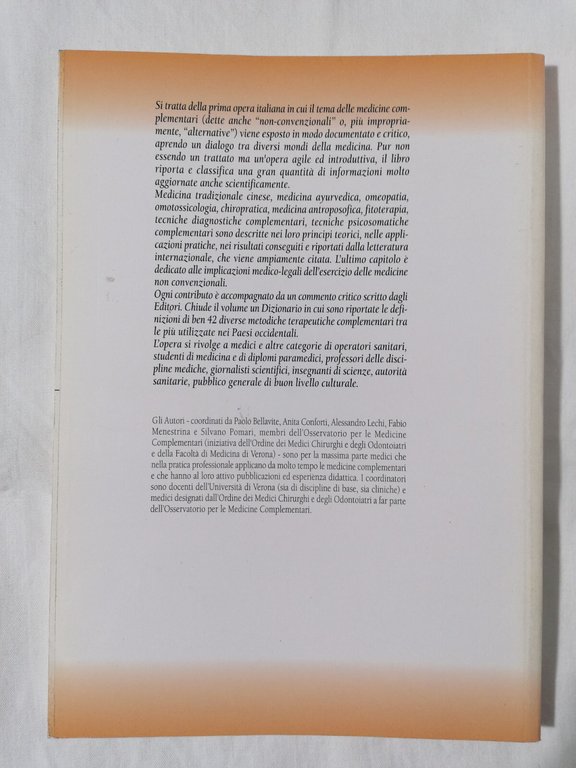 Si tratta della prima opera italiana in cui il tema delle medicine com-
plementari (dette anche "non-convenzionali" o, più impropria-
mente, "alternative") viene esposto in modo documentato e critico,
aprendo un dialogo tra diversi mondi della medicina. Pur non
essendo un trattato ma un'opera agile ed introduttiva, il libro
riporta e classifica una gran quantità di informazioni molto
aggiornate anche scientificamente.
Medicina tradizionale cinese, medicina ayurvedica, omeopatia,
omotossicologia, chiropratica, medicina antroposofica, fitoterapia,
tecniche diagnostiche complementari, tecniche psicosomatiche
complementari sono descritte nei loro principi teorici, nelle appli-
cazioni pratiche, nei risultati conseguiti e riportati dalla letteratura
internazionale, che viene ampiamente citata. L'ultimo capitolo è
dedicato alle implicazioni medico-legali dell'esercizio delle medicine
non convenzionali.
Ogni contributo è accompagnato da un commento critico scritto dagli
Editori. Chiude il volume un Dizionario in cui sono riportate le defi-
nizioni di ben 42 diverse metodiche terapeutiche complementari tra
le più utilizzate nei Paesi occidentali.
L'opera si rivolge a medici e altre categorie di operatori sanitari,
studenti di medicina e di diplomi paramedici, professori delle disci-
pline mediche, giornalisti scientifici, insegnanti di scienze, autorità
sanitarie, pubblico generale di buon livello culturale.
Gli Autori - coordinati da Paolo Bellavite, Anita Conforti, Alessandro Lechi, Fabio
Menestrina e Silvano Pomari, membri dell'Osservatorio per le Medicine
Complementari (iniziativa dell'Ordine dei Medici Chirurghi e degli Odontoiatri
e della Facoltà di Medicina di Verona) - sono per la massima parte medici che
nella pratica professionale applicano da molto tempo le medicine complementari
e che hanno al loro attivo pubblicazioni ed esperienza didattica. I coordinatori
sono docenti dell'Università di Verona (sia di discipline di base, sia cliniche) e
medici designati dall'Ordine dei Medici Chirurghi e degli Odontoiatri a far parte
dell'Osservatorio per le Medicine Complementari.